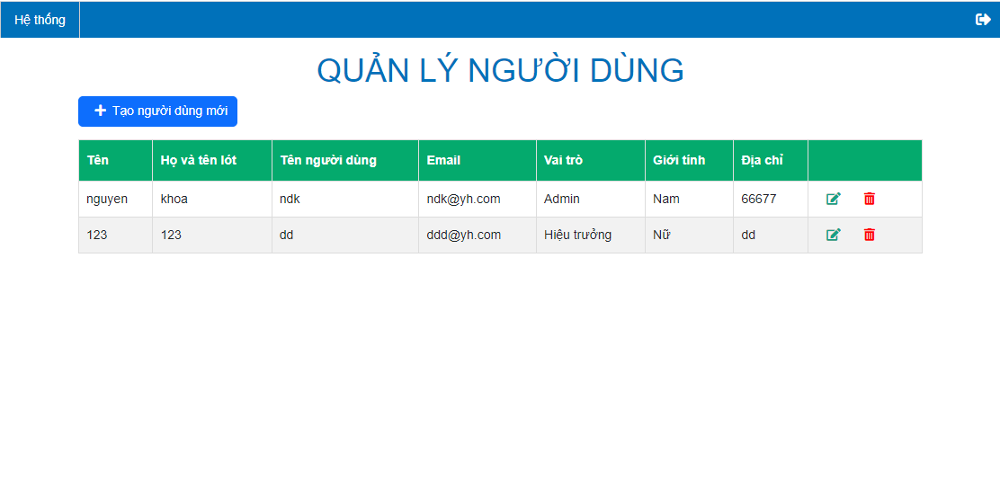 Hệ thống
QUẢN LÝ NGƯỜI DÙNG
Tạo người dùng mới
Tên Họ và tên lót Tên người dùng Email Vai trò Giới tính Địa chỉ
nguyen khoa ndk ndk@yh.com Admin Nam 66677
123 123 dd ddd@yh.com Hiệu trưởng Nữ dd